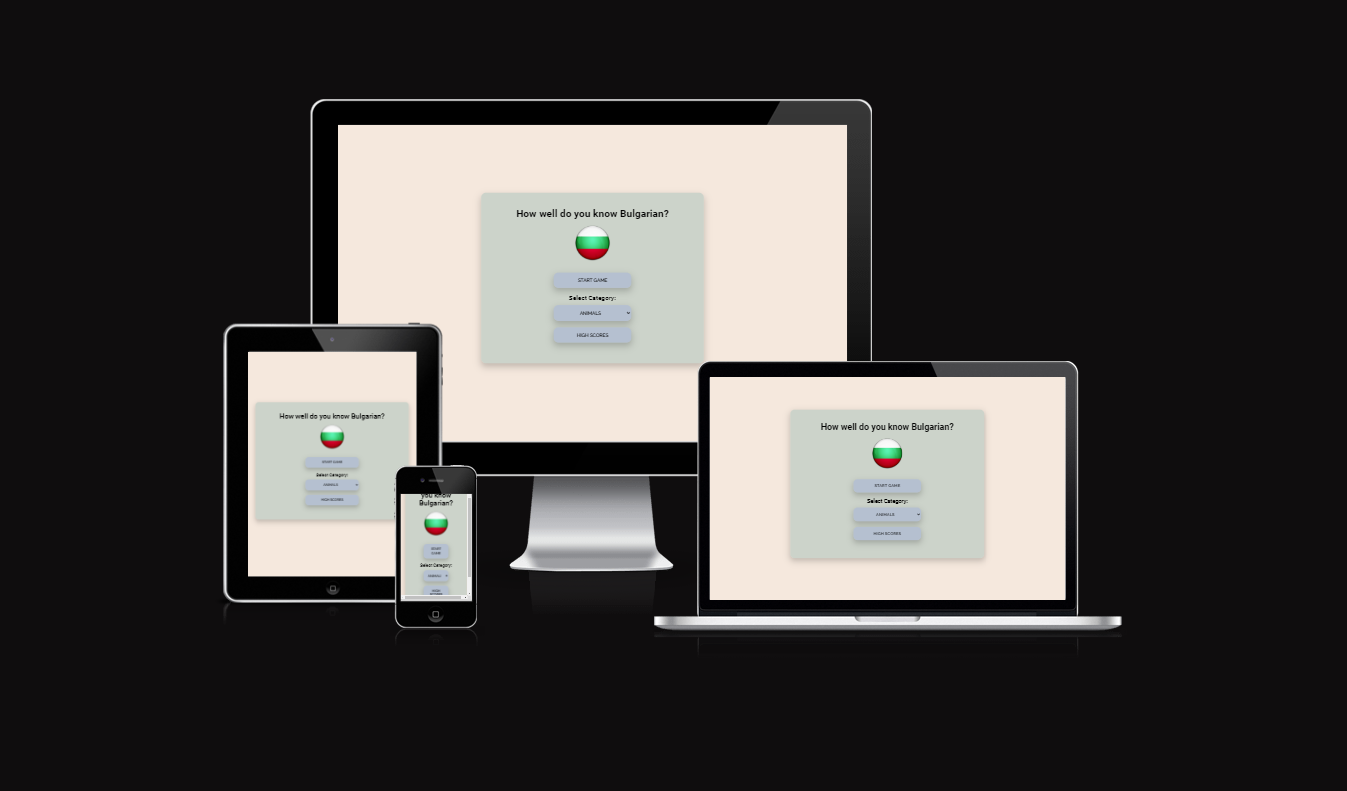 How well do you know Bulgarian?
START GAME
Select Category:
ANIMALS
HIGH SCORES
How well do you know Bulgarian?
START GAME
Select Category:
ANIMALS
HIGH SCORES
you know
Bulgarian?
START
GAME
Select Category:
ANIMALS
HIGH
How well do you know Bulgarian?
START GAME
Select Category:
ANIMALS
HIGH SCORES